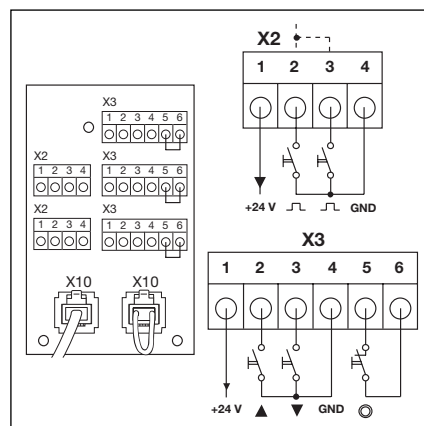 X2
1 2 3 4
+24 V GND
X3
1 2 3 4 5 6
X2 X3
1 2 3 4 1 2 3 4 5 6
X2 X3
1 2 3 4 1 2 3 4 5 6
X10 X10
X3
1 2 3 4 5 6
+24 V ▲ ▼ GND